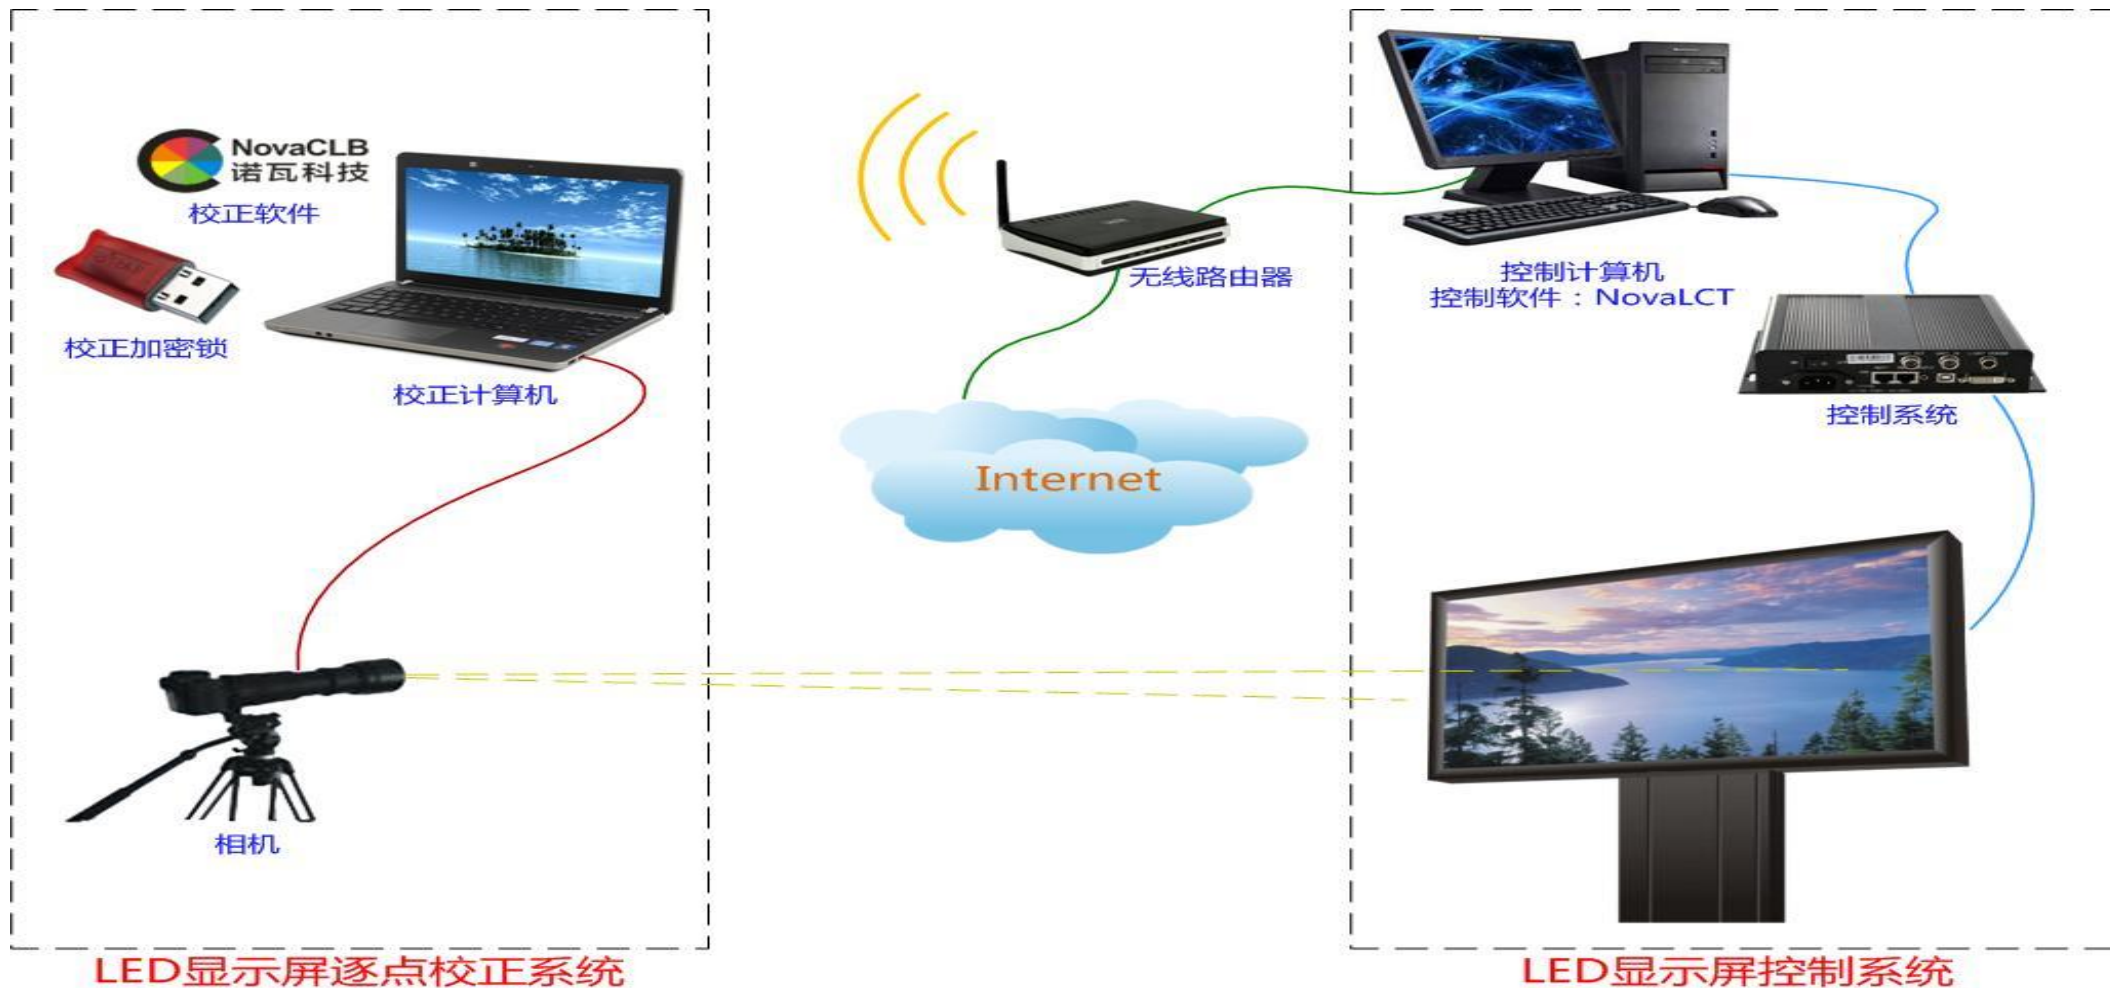 NovaCLB
诺瓦科技
校正软件
校正加密锁
校正计算机
相机
LED显示屏逐点校正系统
无线路由器
Internet
控制计算机
控制软件：NovaLCT
控制系统
LED显示屏控制系统